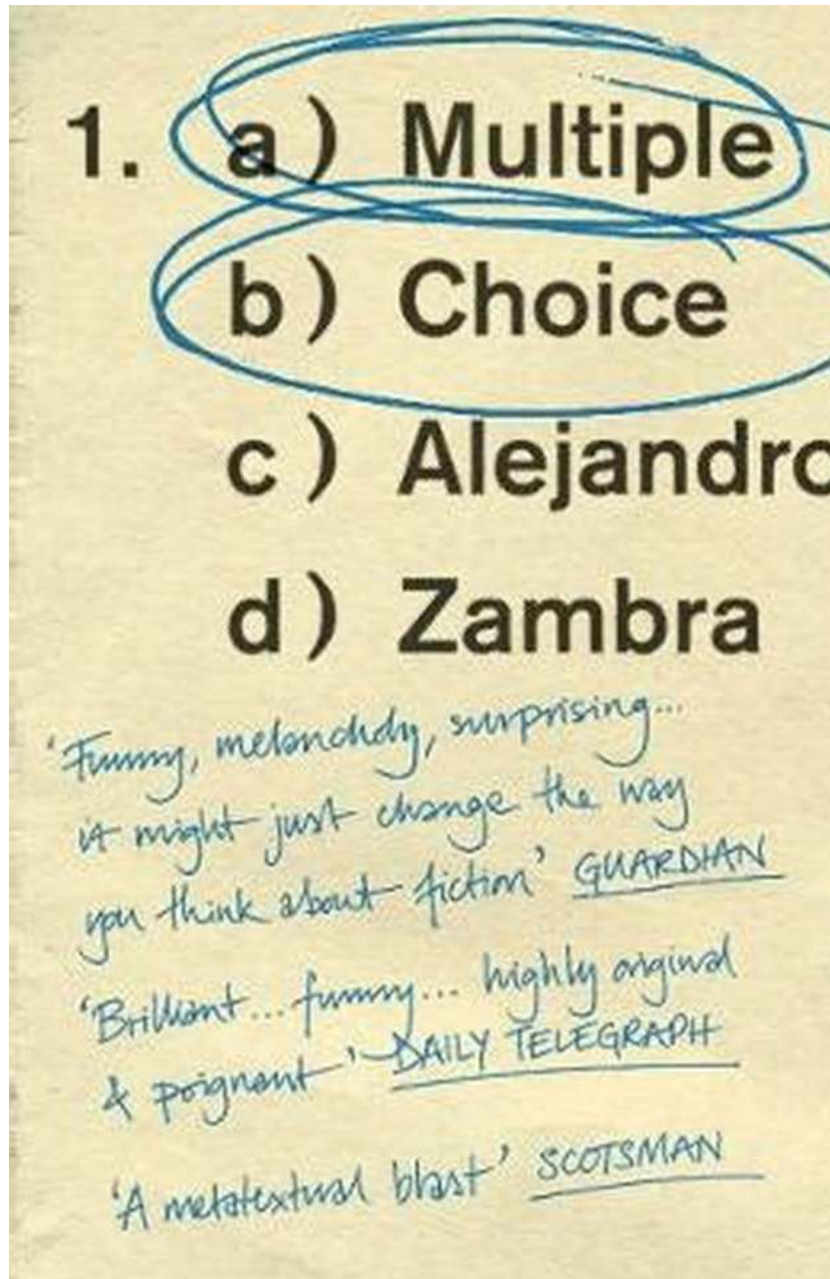 1. a) Multiple
b) Choice
c) Alejandro
d) Zambra
'Funny, melancholy, surprising...
it might just change the way
you think about fiction' GUARDIAN
'Brilliant... funny... highly original
& poignant' DAILY TELEGRAPH
'A metatextual blast' SCOTSMAN